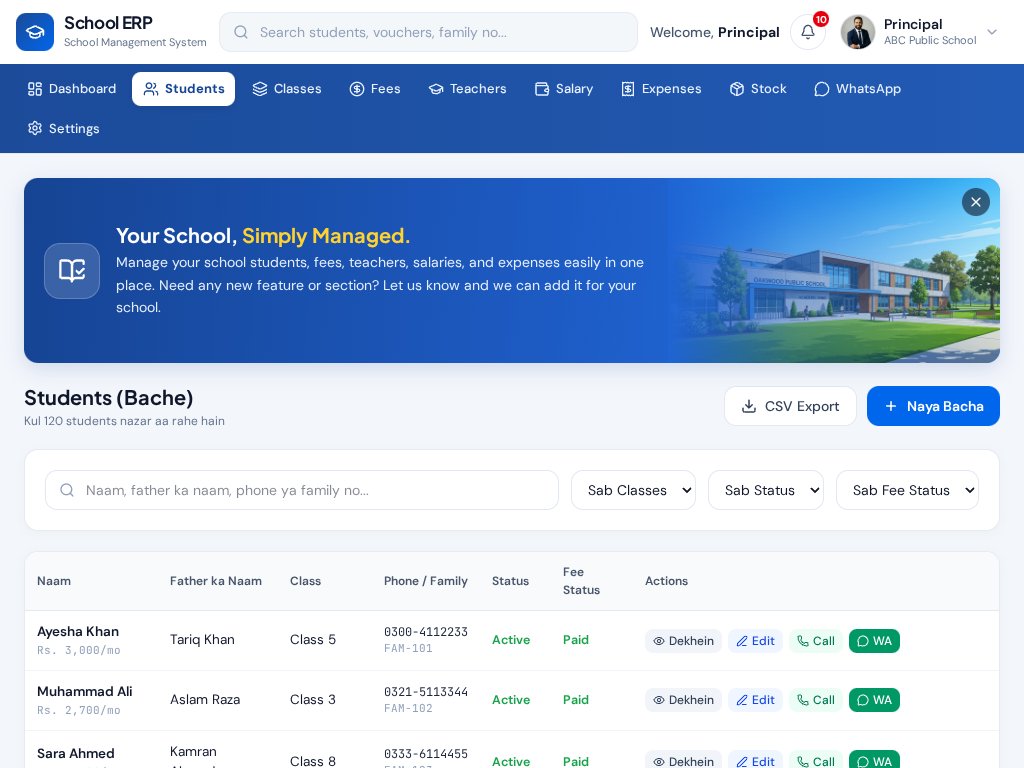 School ERP
School Management System
Search students, vouchers, family no...
Welcome, Principal
10
Principal
ABC Public School
Dashboard
Students
Classes
Fees
Teachers
Salary
Expenses
Stock
WhatsApp
Settings
Your School, Simply Managed.
Manage your school students, fees, teachers, salaries, and expenses easily in one
place. Need any new feature or section? Let us know and we can add it for your
school.
OAKWOOD PUBLIC SCHOOL
Students (Bache)
Kul 120 students nazar aa rahe hain
CSV Export
Naya Bacha
Naam, father ka naam, phone ya family no...
Sab Classes
Sab Status
Sab Fee Status
Naam
Father ka Naam
Class
Phone / Family
Status
Fee
Status
Actions
Ayesha Khan
Rs. 3,000/mo
Tariq Khan
Class 5
0300-4112233
FAM-101
Active
Paid
Dekhein
Edit
Call
WA
Muhammad Ali
Rs. 2,700/mo
Aslam Raza
Class 3
0321-5113344
FAM-102
Active
Paid
Dekhein
Edit
Call
WA
Sara Ahmed
Kamran
Class 8
0333-6114455
Active
Paid
Dekhein
Edit
Call
WA